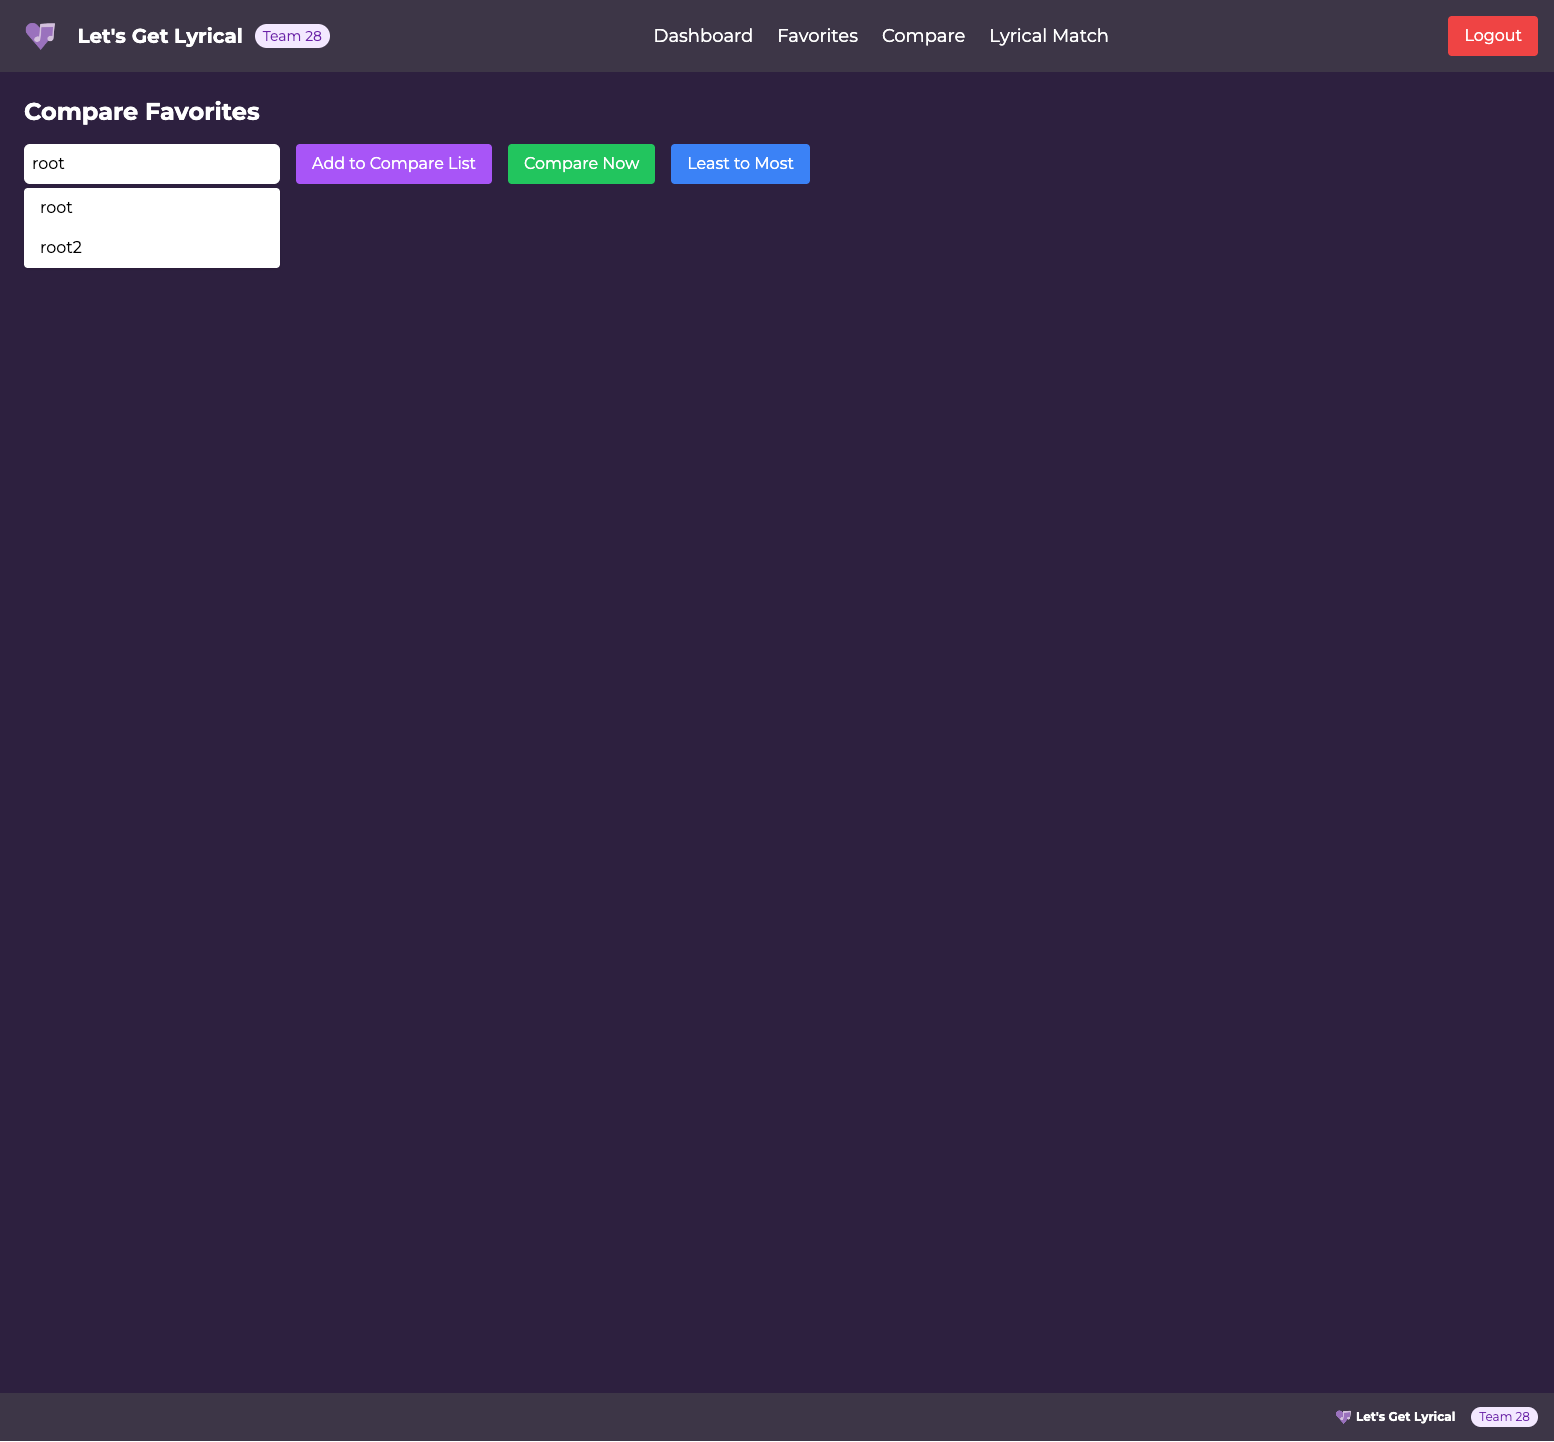 Let's Get Lyrical Team 28 Dashboard Favorites Compare Lyrical Match Logout
Compare Favorites
root Add to Compare List Compare Now Least to Most
root
root2
Let's Get Lyrical Team 28